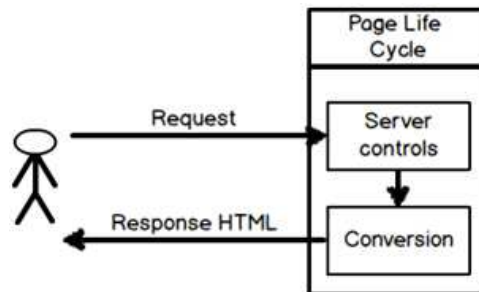 Page Life
Cycle
Request
Server
controls
Response HTML
Conversion